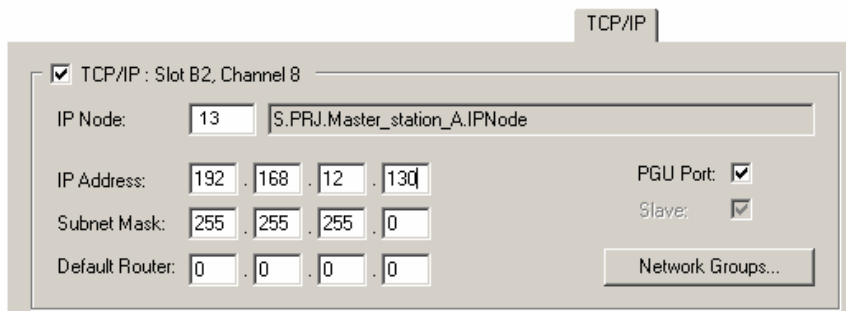 TCP/IP
TCP/IP : Slot B2, Channel 8
IP Node: 13 S.PRJ.Master_station_A.IPNode
IP Address: 192 . 168 . 12 . 130 PGU Port:
Subnet Mask: 255 . 255 . 255 . 0 Slave:
Default Router: 0 . 0 . 0 . 0 Network Groups...